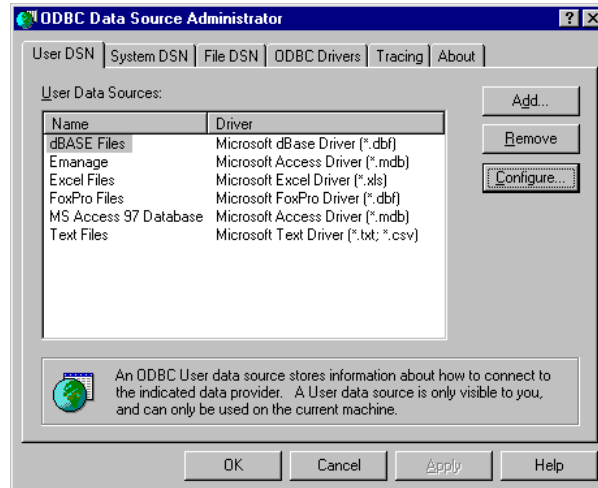 ODBC Data Source Administrator
User DSN System DSN File DSN ODBC Drivers Tracing About
User Data Sources:
Add...
Name Driver
dBASE Files Microsoft dBase Driver (*.dbf)
Remove
Emanage Microsoft Access Driver (*.mdb)
Excel Files Microsoft Excel Driver (*.xls)
Configure...
FoxPro Files Microsoft FoxPro Driver (*.dbf)
MS Access 97 Database Microsoft Access Driver (*.mdb)
Text Files Microsoft Text Driver (*.txt; *.csv)
An ODBC User data source stores information about how to connect to
the indicated data provider. A User data source is only visible to you,
and can only be used on the current machine.
OK Cancel Apply Help